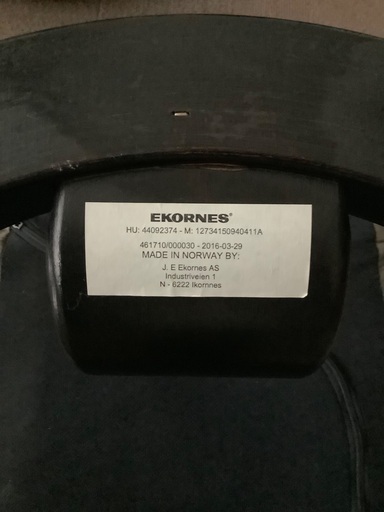 EKORNES®
HU: 44092374 - M: 12734150940411A
461710/000030 - 2016-03-29
MADE IN NORWAY BY:
J. E Ekornes AS
Industriveien 1
N - 6222 Ikornnes